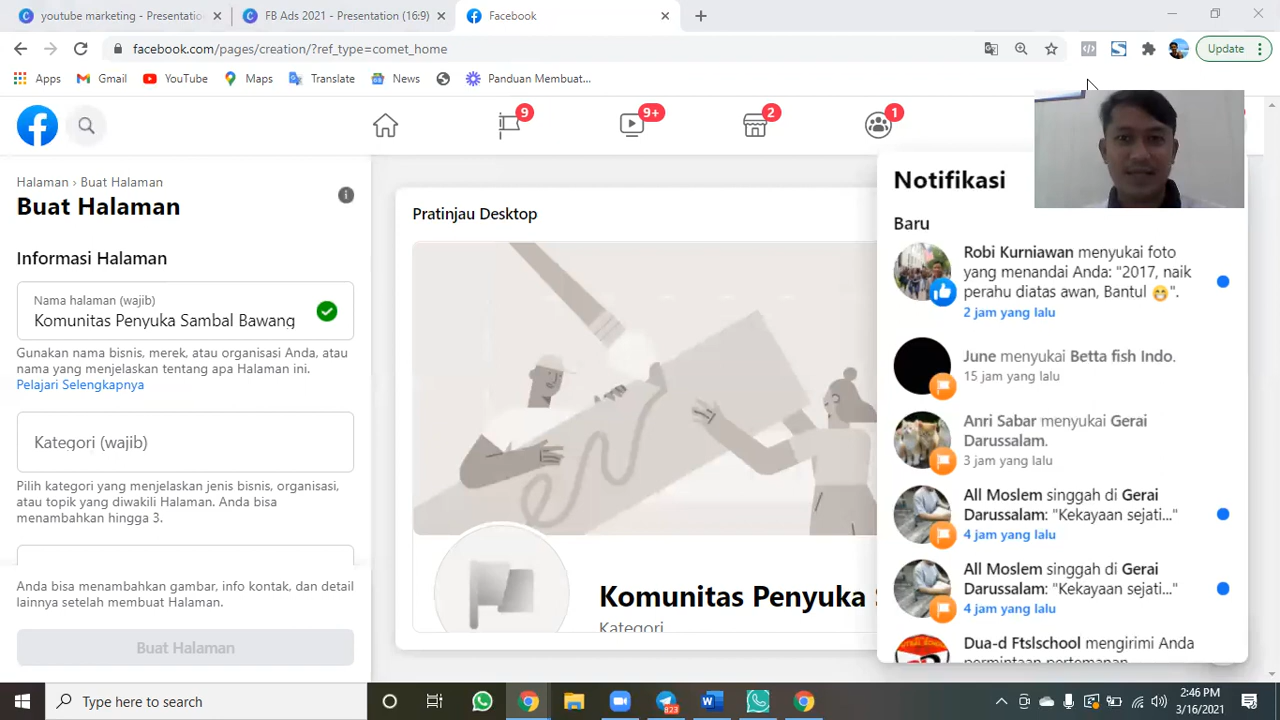 youtube marketing - Presentatio
FB Ads 2021 - Presentation (16:9)
Facebook
facebook.com/pages/creation/?ref_type=comet_home
Update
Apps
Gmail
YouTube
Maps
Translate
News
Panduan Membuat...
9
9+
2
1
Halaman › Buat Halaman
Buat Halaman
Informasi Halaman
Nama halaman (wajib)
Komunitas Penyuka Sambal Bawang
Gunakan nama bisnis, merek, atau organisasi Anda, atau
nama yang menjelaskan tentang apa Halaman ini.
Pelajari Selengkapnya
Kategori (wajib)
Pilih kategori yang menjelaskan jenis bisnis, organisasi,
atau topik yang diwakili Halaman. Anda bisa
menambahkan hingga 3.
Anda bisa menambahkan gambar, info kontak, dan detail
lainnya setelah membuat Halaman.
Buat Halaman
Pratinjau Desktop
Komunitas Penyuka
Kategori
Notifikasi
Baru
Robi Kurniawan menyukai foto
yang menandai Anda: "2017, naik
perahu diatas awan, Bantul 😁".
2 jam yang lalu
June menyukai Betta fish Indo.
15 jam yang lalu
Anri Sabar menyukai Gerai
Darussalam.
3 jam yang lalu
All Moslem singgah di Gerai
Darussalam: "Kekayaan sejati..."
4 jam yang lalu
All Moslem singgah di Gerai
Darussalam: "Kekayaan sejati..."
4 jam yang lalu
Dua-d Ftslschool mengirimi Anda
permintaan pertemanan
Type here to search
823
2:46 PM
3/16/2021